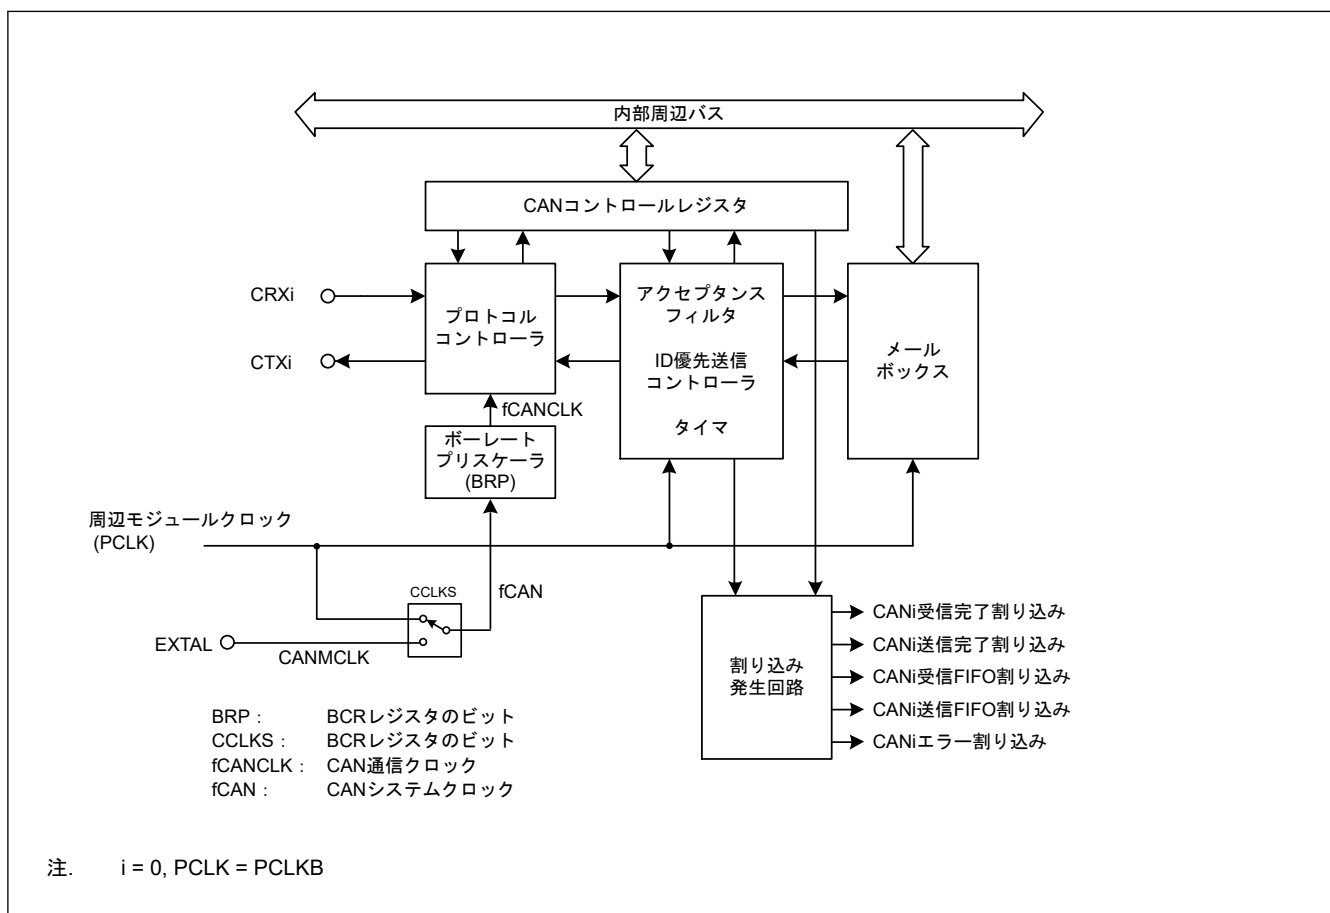 内部周辺バス
CANコントロールレジスタ
CRXi
CTXi
プロトコル
コントローラ
アクセプタンス
フィルタ
ID優先送信
コントローラ
タイマ
メール
ボックス
fCANCLK
ボーレート
プリスケーラ
(BRP)
周辺モジュールクロック
(PCLK)
CCLKS
fCAN
EXTAL
CANMCLK
割り込み
発生回路
CANi受信完了割り込み
CANi送信完了割り込み
CANi受信FIFO割り込み
CANi送信FIFO割り込み
CANiエラー割り込み
BRP： BCRレジスタのビット
CCLKS： BCRレジスタのビット
fCANCLK： CAN通信クロック
fCAN： CANシステムクロック
注. i = 0, PCLK = PCLKB